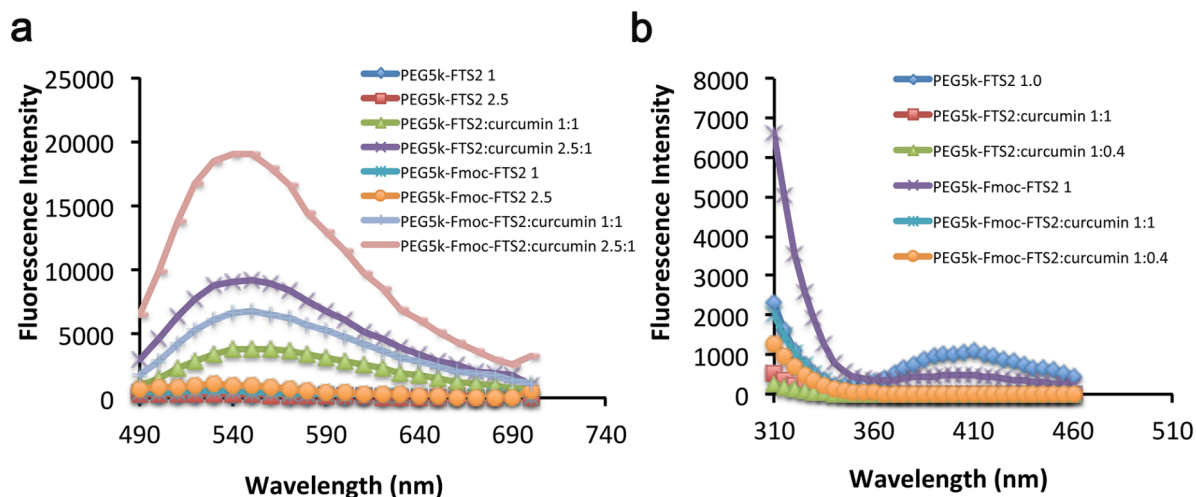 a
Fluorescence Intensity
25000
20000
15000
10000
5000
0
490
540
590
640
690
740
Wavelength (nm)
PEG5k-FTS2 1
PEG5k-FTS2 2.5
PEG5k-FTS2:curcumin 1:1
PEG5k-FTS2:curcumin 2.5:1
PEG5k-Fmoc-FTS2 1
PEG5k-Fmoc-FTS2 2.5
PEG5k-Fmoc-FTS2:curcumin 1:1
PEG5k-Fmoc-FTS2:curcumin 2.5:1
b
Fluorescence Intensity
8000
7000
6000
5000
4000
3000
2000
1000
0
310
360
410
460
510
Wavelength (nm)
PEG5k-FTS2 1.0
PEG5k-FTS2:curcumin 1:1
PEG5k-FTS2:curcumin 1:0.4
PEG5k-Fmoc-FTS2 1
PEG5k-Fmoc-FTS2:curcumin 1:1
PEG5k-Fmoc-FTS2:curcumin 1:0.4